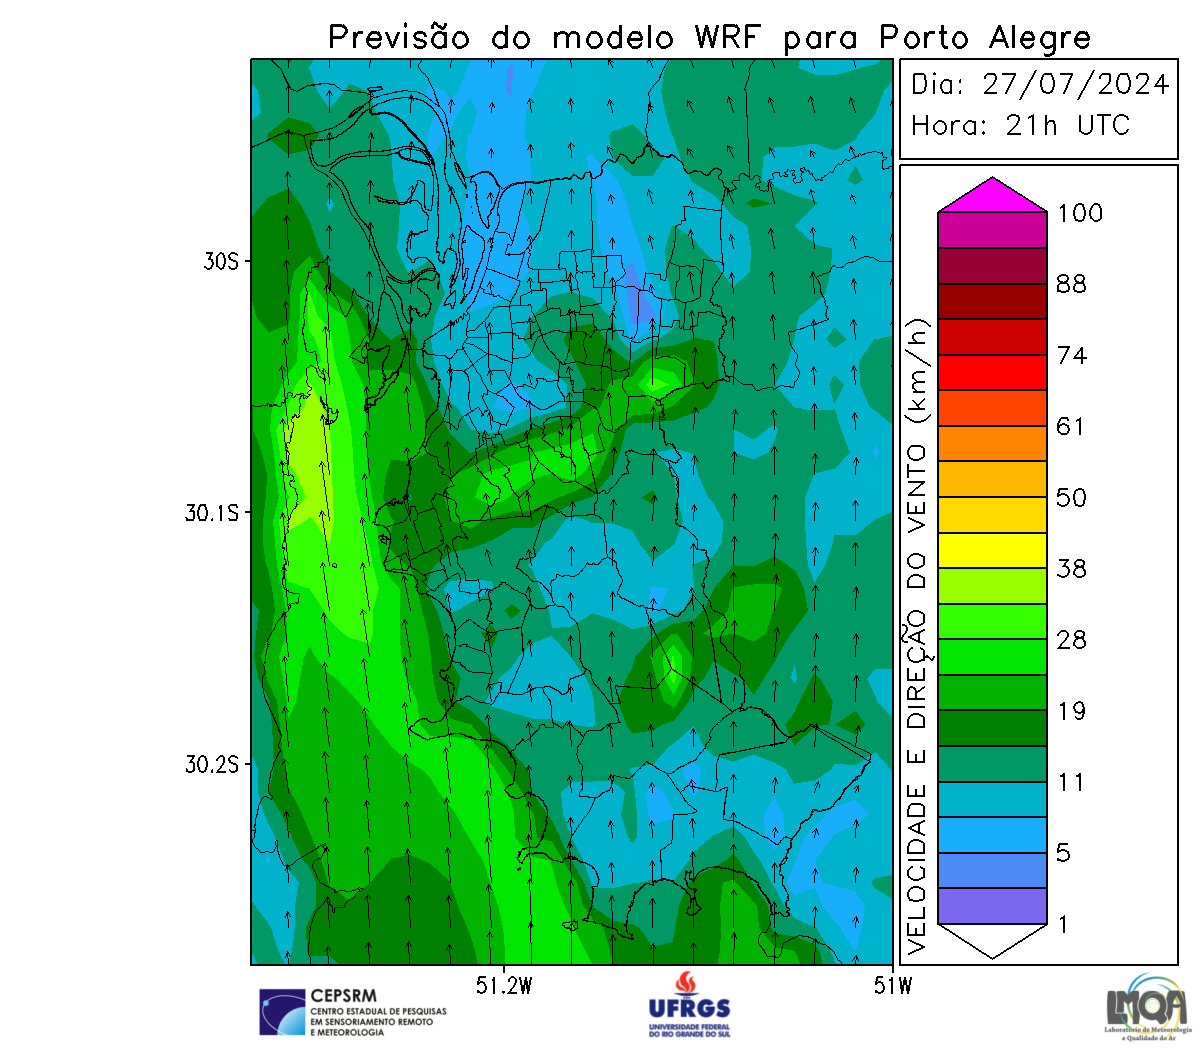 Previsão do modelo WRF para Porto Alegre
Dia: 27/07/2024
Hora: 21h UTC
30S
30.1S
30.2S
51.2W
51W
VELOCIDADE E DIREÇÃO DO VENTO (km/h)
100
88
74
61
50
38
28
19
11
5
1
CEPSRM
CENTRO ESTADUAL DE PESQUISAS
EM SENSORIAMENTO REMOTO
E METEOROLOGIA
UFRGS
UNIVERSIDADE FEDERAL
DO RIO GRANDE DO SUL
LMQA
Laboratório de Meteorologia
e Qualidade do Ar